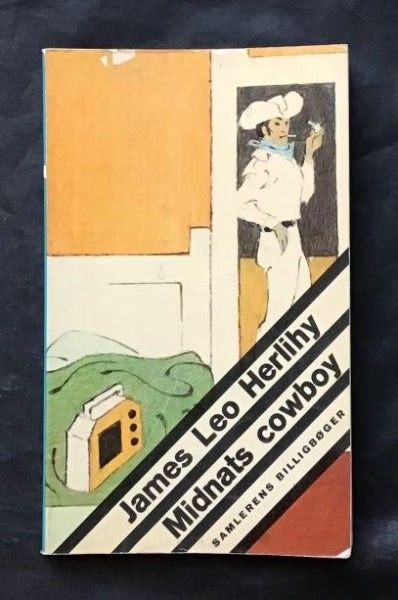 James Leo Herlihy
Midnats cowboy
SAMLERENS BILLIGBØGER